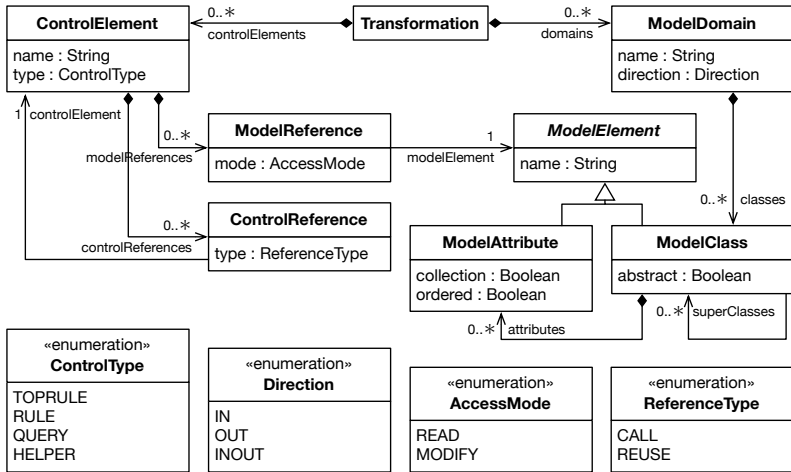 ControlElement
name : String
type : ControlType
0..*
controlElements
Transformation
0..*
domains
ModelDomain
name : String
direction : Direction
1 controlElement
0..*
modelReferences
ModelReference
mode : AccessMode
1
modelElement
ModelElement
name : String
0..*
controlReferences
ControlReference
type : ReferenceType
0..* classes
ModelAttribute
collection : Boolean
ordered : Boolean
ModelClass
abstract : Boolean
0..* attributes
0..* superClasses
«enumeration»
ControlType
TOPRULE
RULE
QUERY
HELPER
«enumeration»
Direction
IN
OUT
INOUT
«enumeration»
AccessMode
READ
MODIFY
«enumeration»
ReferenceType
CALL
REUSE